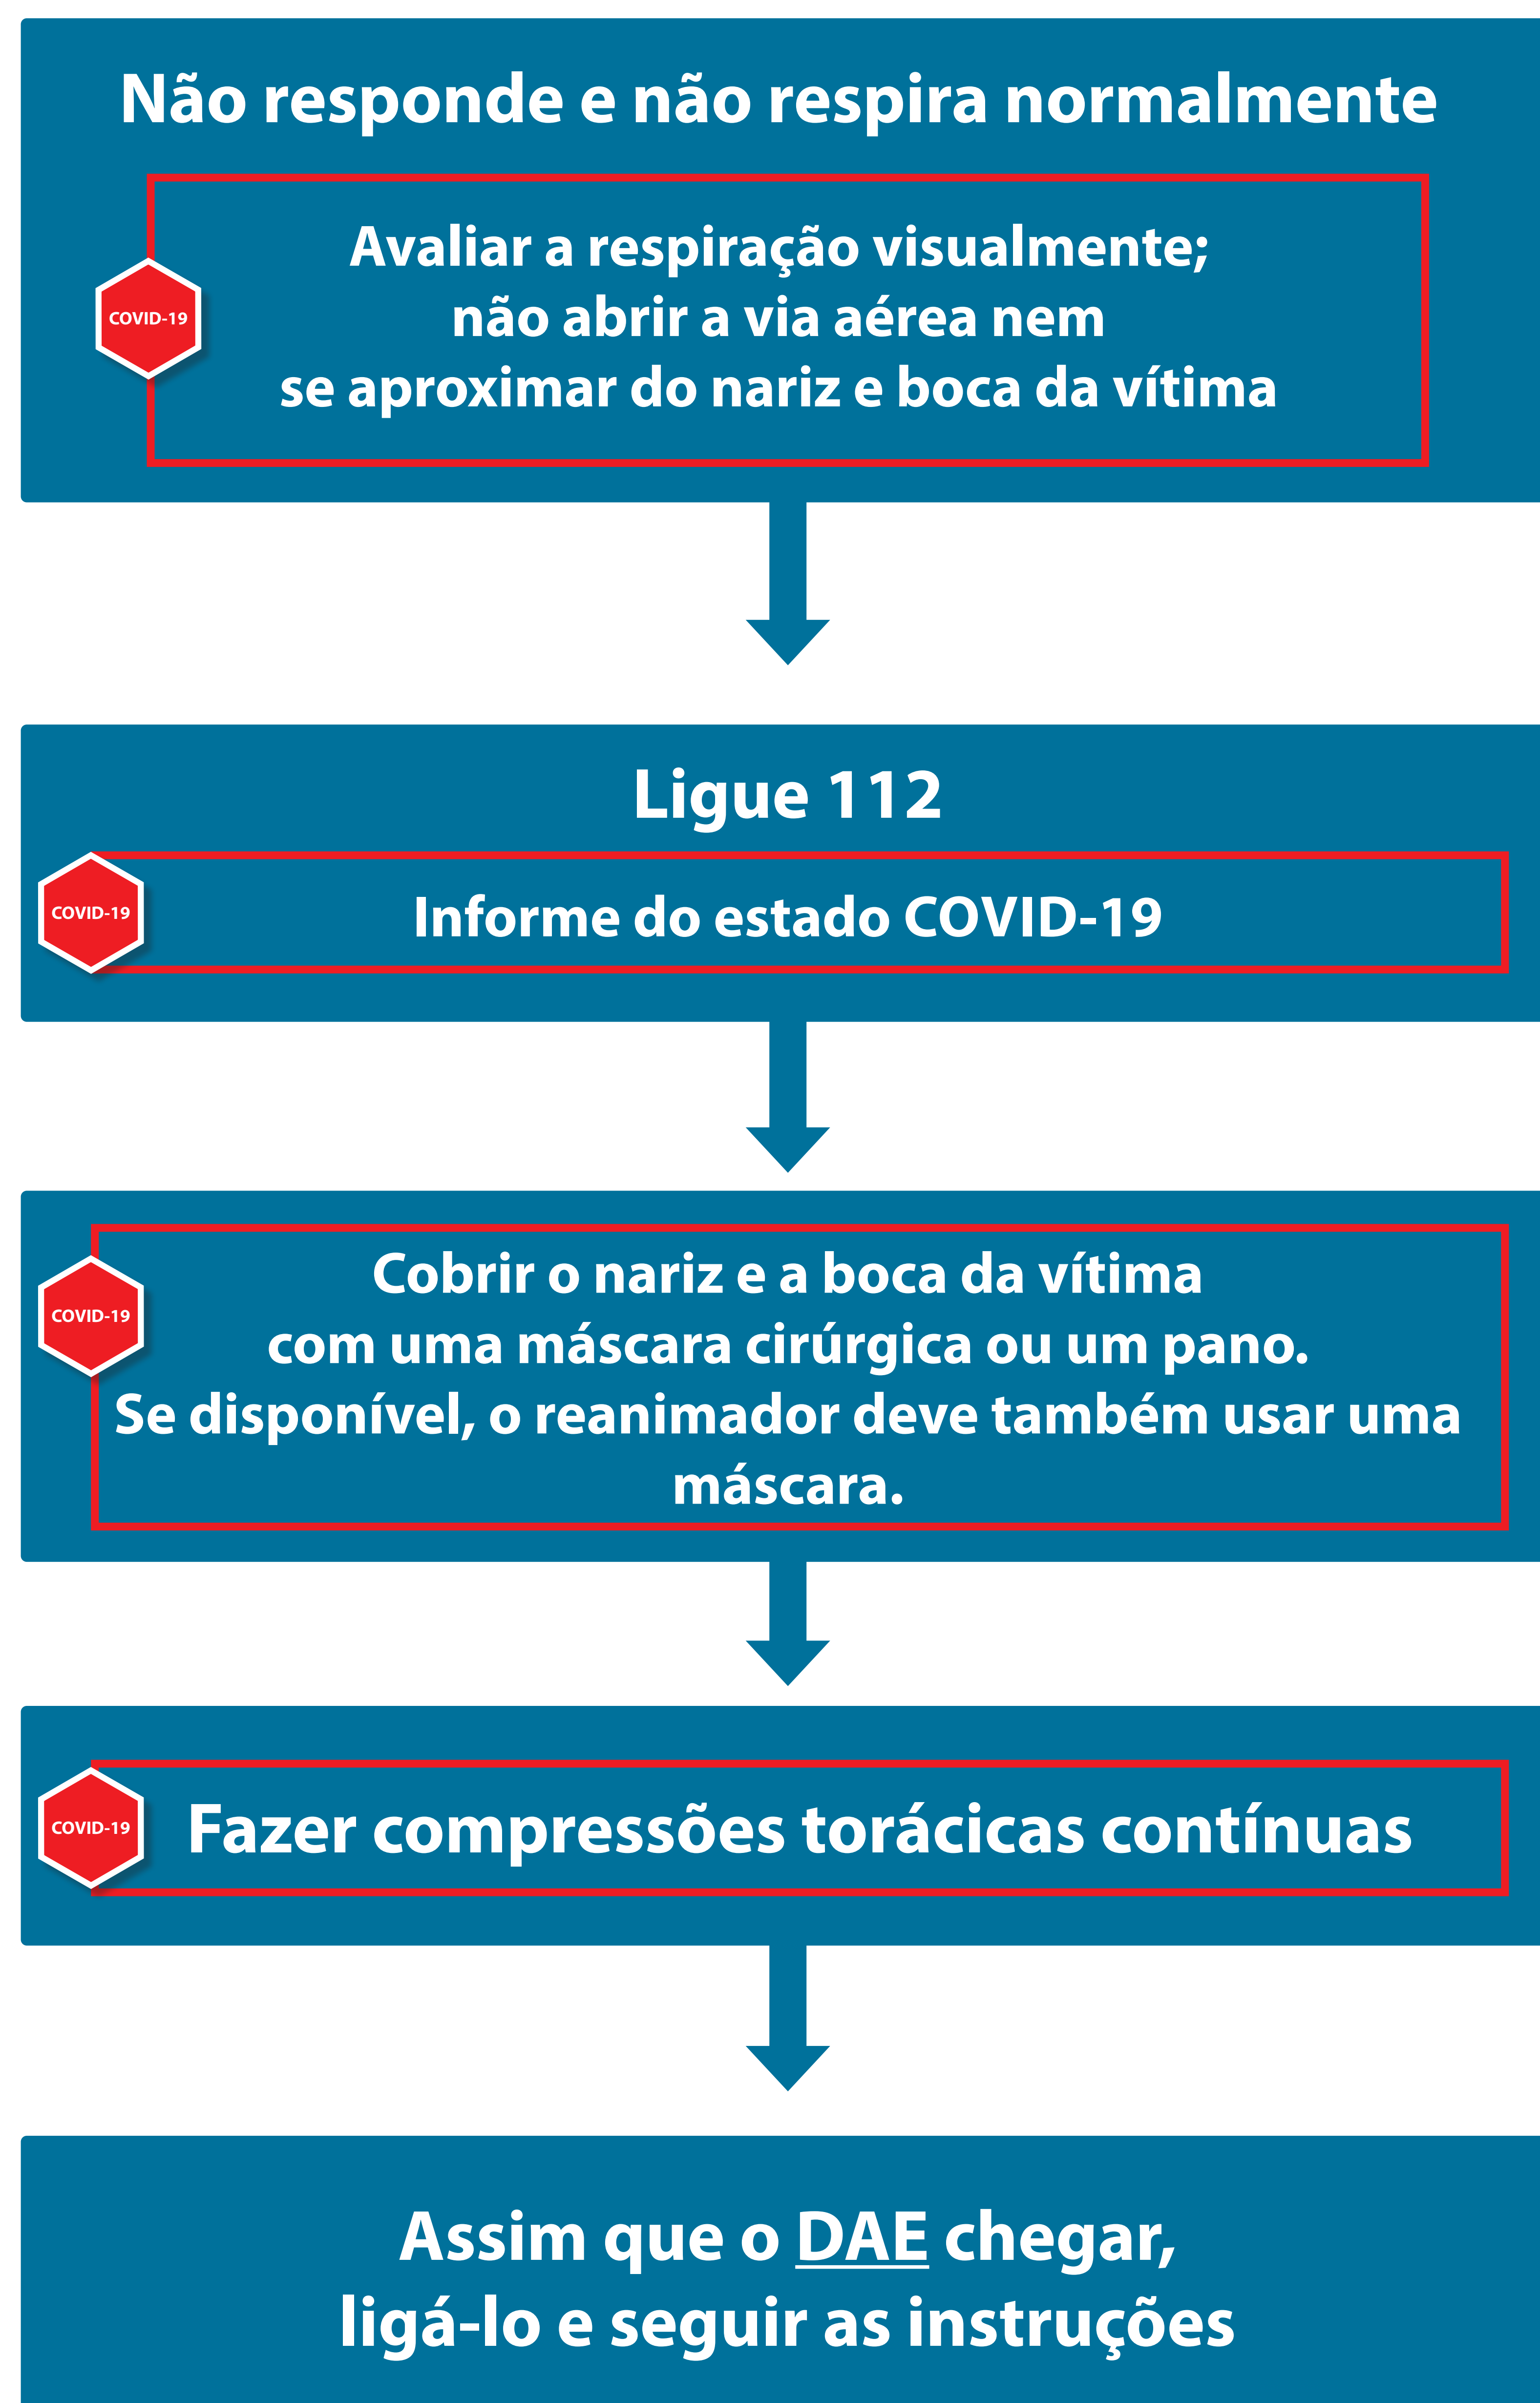 Não responde e não respira normalmente
Avaliar a respiração visualmente;
não abrir a via aérea nem
COVID-19
se aproximar do nariz e boca da vítima
Ligue 112
COVID-19
Informe do estado COVID-19
Cobrir o nariz e a boca da vítima
COVID-19
com uma máscara cirúrgica ou um pano.
Se disponível, o reanimador deve também usar uma
máscara.
COVID-19
Fazer compressões torácicas contínuas
Assim que o DAE chegar,
ligá-lo e seguir as instruções